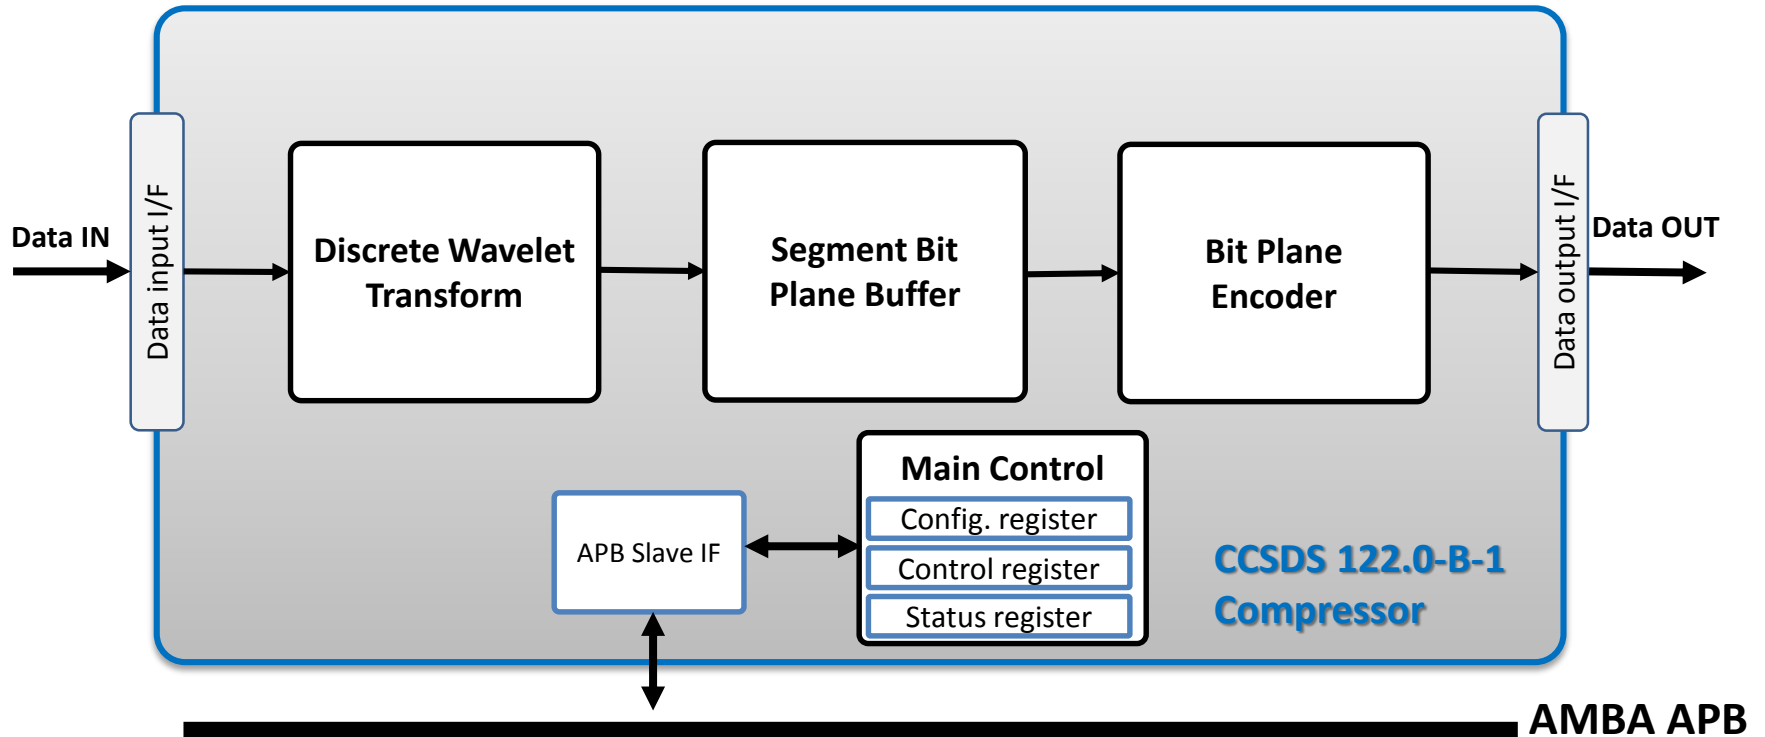 Data IN
Data input I/F
Discrete Wavelet
Transform
Segment Bit
Plane Buffer
Bit Plane
Encoder
Data output I/F
Data OUT
Main Control
Config. register
Control register
Status register
APB Slave IF
CCSDS 122.0-B-1
Compressor
AMBA APB